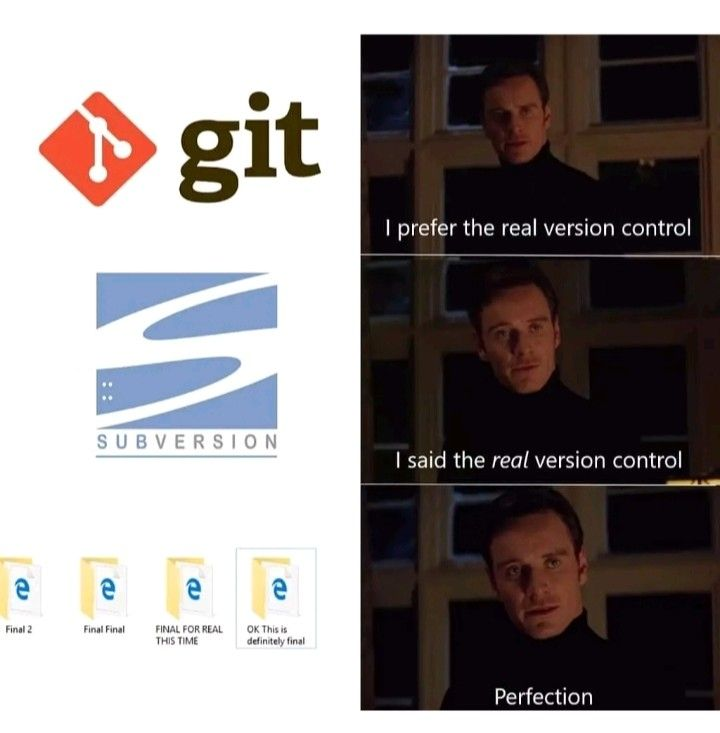 git
I prefer the real version control
SUBVERSION
I said the real version control
Final 2
Final Final
FINAL FOR REAL
THIS TIME
OK This is
definitely final
Perfection